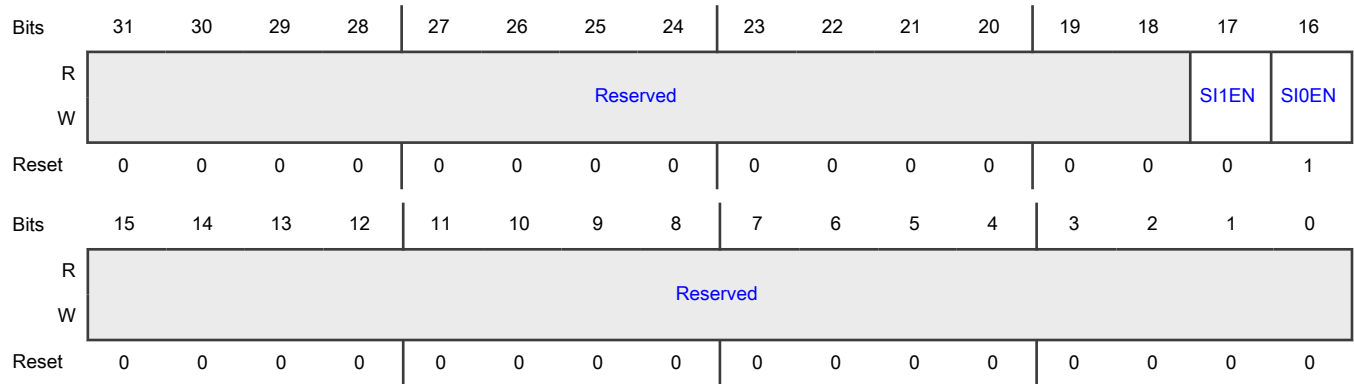 Bits 31 30 29 28 27 26 25 24 23 22 21 20 19 18 17 16
R
Reserved SI1EN SI0EN
W
Reset 0 0 0 0 0 0 0 0 0 0 0 0 0 0 0 1
Bits 15 14 13 12 11 10 9 8 7 6 5 4 3 2 1 0
R
Reserved
W
Reset 0 0 0 0 0 0 0 0 0 0 0 0 0 0 0 0